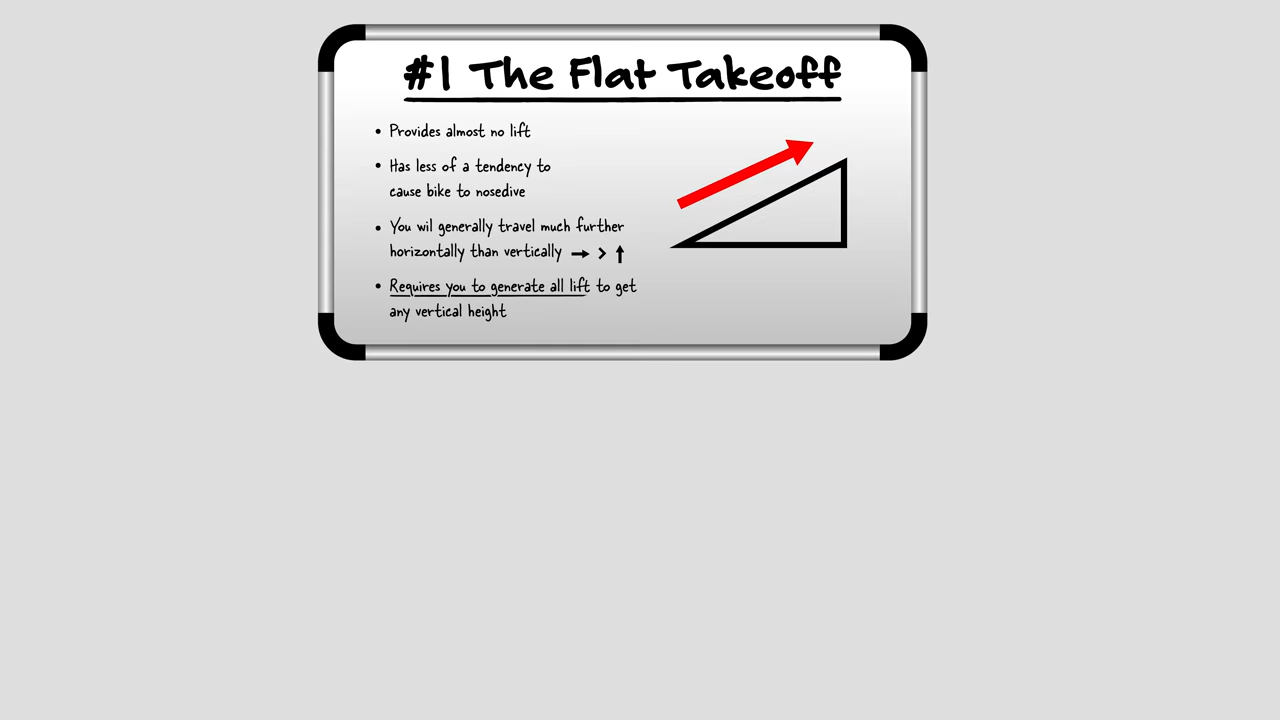 #1 The Flat Takeoff
• Provides almost no lift
• Has less of a tendency to
cause bike to nosedive
• You wil generally travel much further
horizontally than vertically → > ↑
• Requires you to generate all lift to get
any vertical height